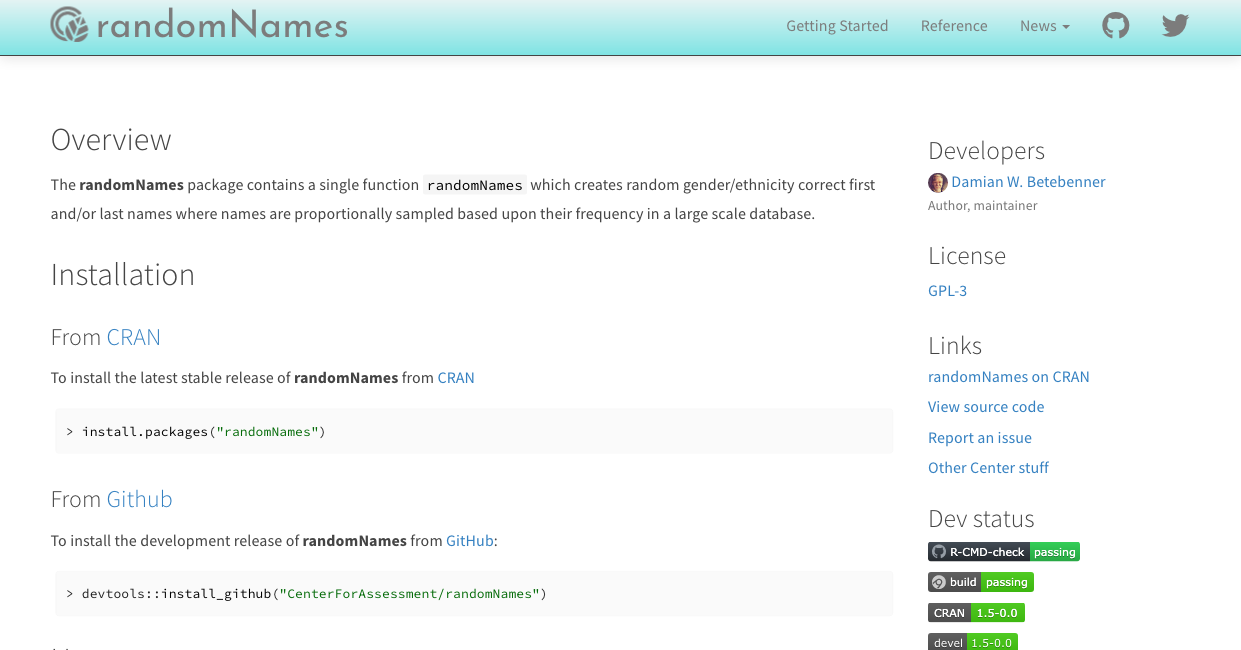 randomNames
Getting Started Reference News
Overview
The randomNames package contains a single function randomNames which creates random gender/ethnicity correct first
and/or last names where names are proportionally sampled based upon their frequency in a large scale database.
Installation
From CRAN
To install the latest stable release of randomNames from CRAN
> install.packages("randomNames")
From Github
To install the development release of randomNames from GitHub:
> devtools::install_github("CenterForAssessment/randomNames")
Developers
Damian W. Betebenner
Author, maintainer
License
GPL-3
Links
randomNames on CRAN
View source code
Report an issue
Other Center stuff
Dev status
R-CMD-check passing
build passing
CRAN 1.5-0.0
devel 1.5-0.0